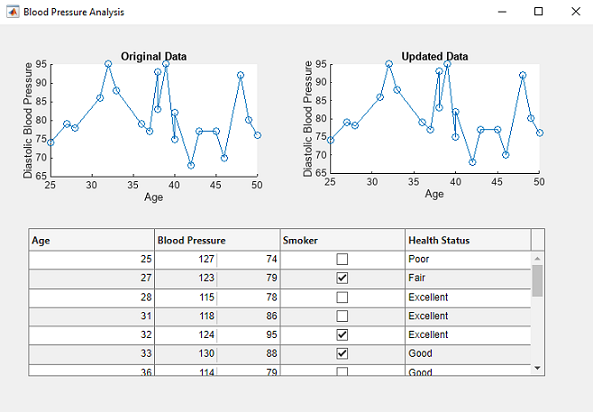 Blood Pressure Analysis
Original Data
95
90
85
80
75
70
65
Diastolic Blood Pressure
25 30 35 40 45 50
Age
Updated Data
95
90
85
80
75
70
65
Diastolic Blood Pressure
25 30 35 40 45 50
Age
Age Blood Pressure Smoker Health Status
25 127 74 Poor
27 123 79 Fair
28 115 78 Excellent
31 118 86 Excellent
32 124 95 Excellent
33 130 88 Good
36 114 79 Good